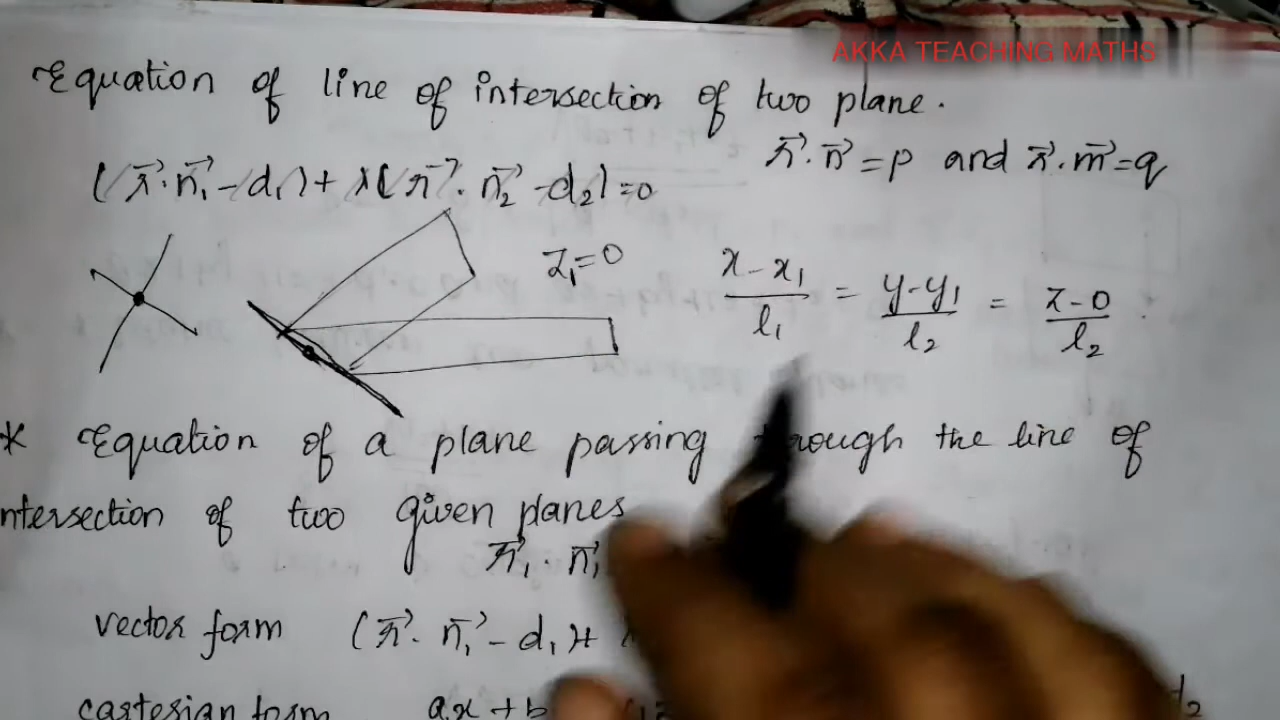 AKKA TEACHING MATHS
Equation of line of intersection of two plane.
r⃗·n⃗ = p and r⃗·m⃗ = q
(r⃗·n⃗₁ - d₁) + λ(r⃗·n⃗₂ - d₂) = 0
z₁ = 0
x - x₁ / l₁ = y - y₁ / l₂ = z - 0 / l₂
* Equation of a plane passing through the line of
ntersection of two given planes
r⃗₁ · n⃗₁
vector form (r⃗· n⃗₁ - d₁) +
cartesian form ax + b